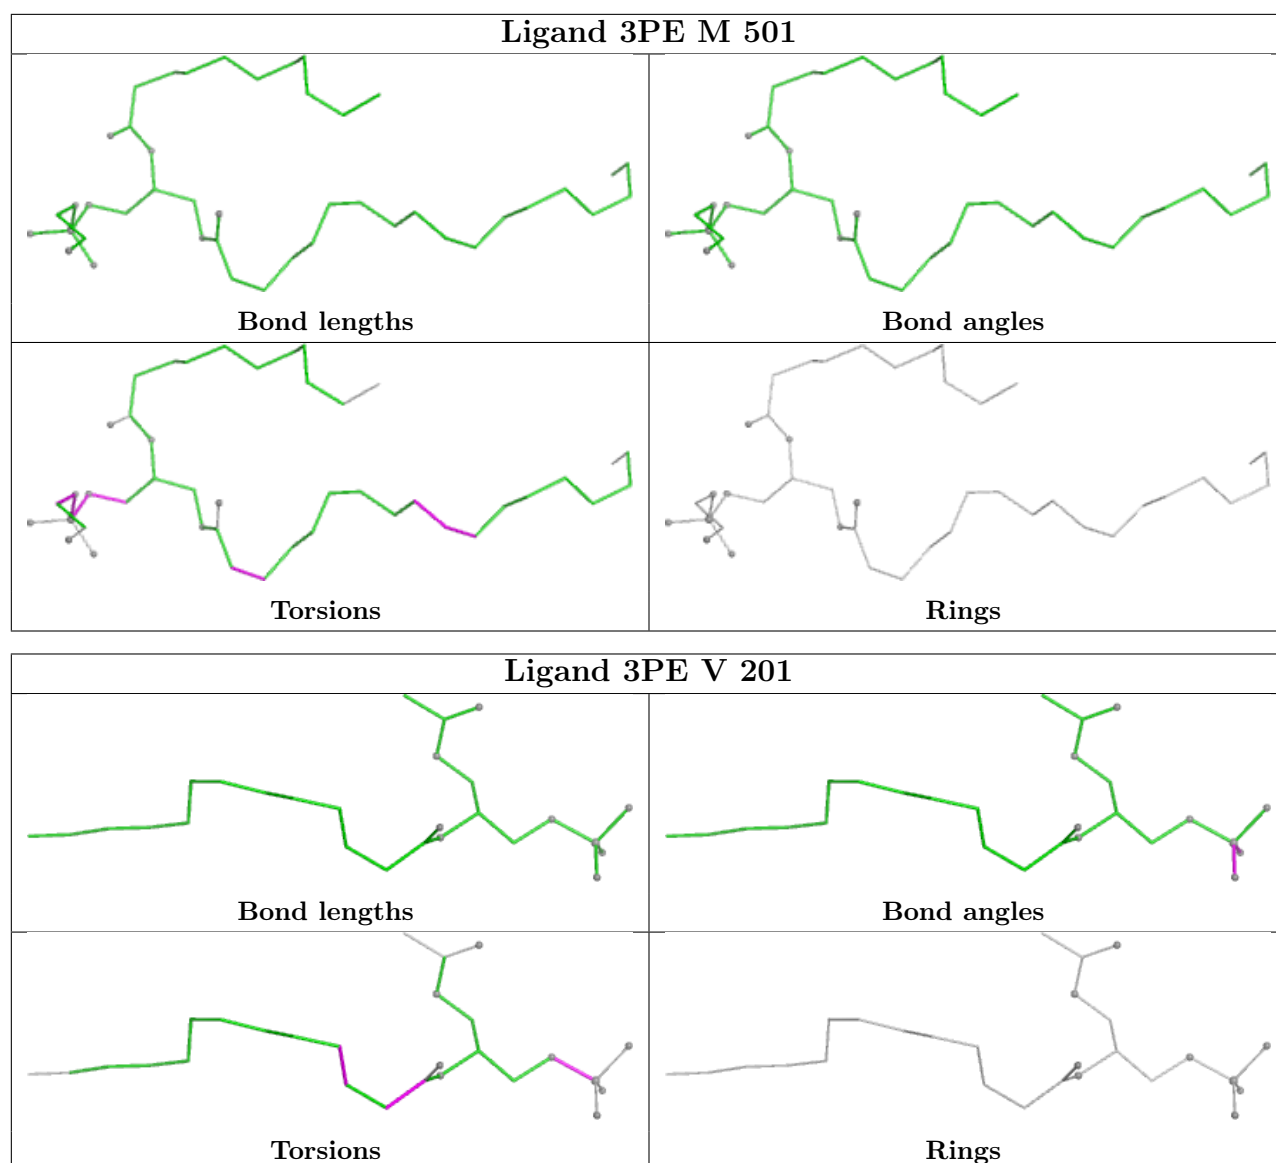 Ligand 3PE M 501
Bond lengths
Bond angles
Torsions
Rings
Ligand 3PE V 201
Bond lengths
Bond angles
Torsions
Rings